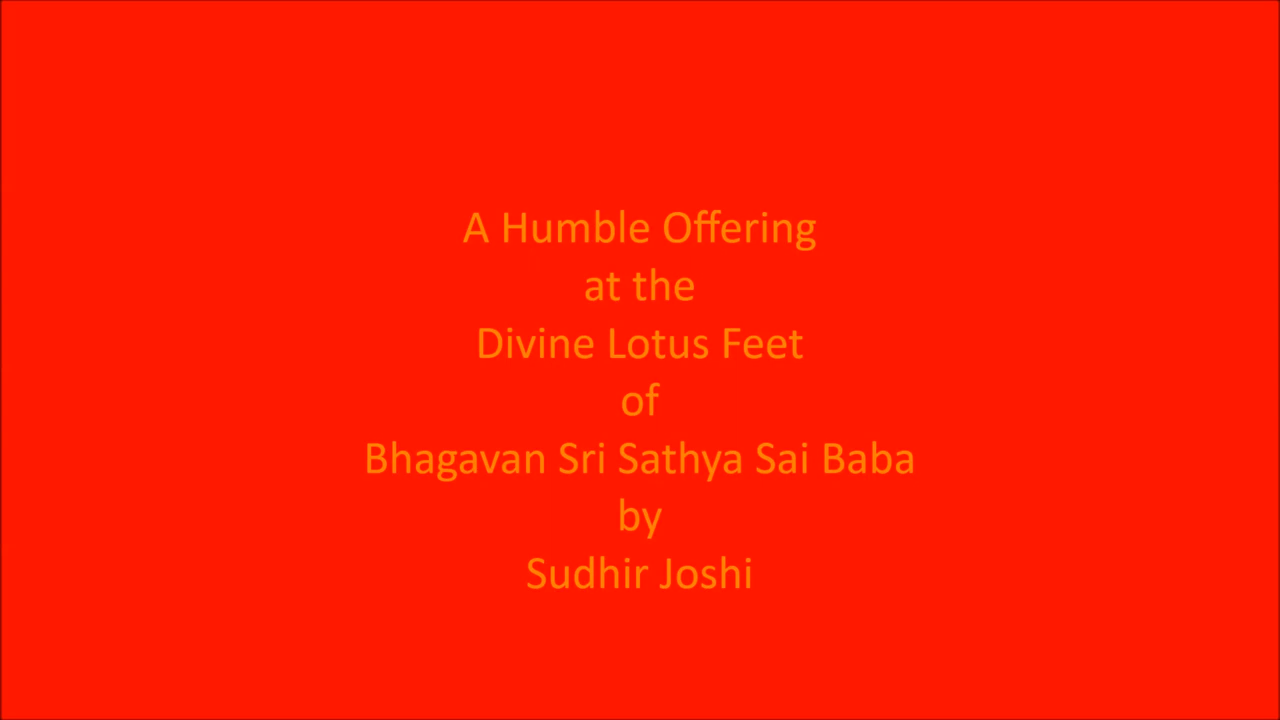 A Humble Offering
at the
Divine Lotus Feet
of
Bhagavan Sri Sathya Sai Baba
by
Sudhir Joshi